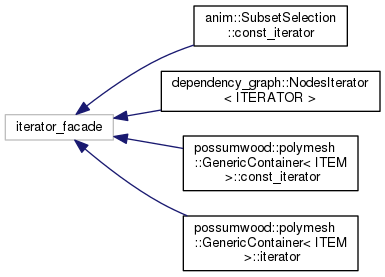 anim::SubsetSelection
::const_iterator
dependency_graph::NodesIterator
< ITERATOR >
iterator_facade
possumwood::polymesh
::GenericContainer< ITEM
>::const_iterator
possumwood::polymesh
::GenericContainer< ITEM
>::iterator